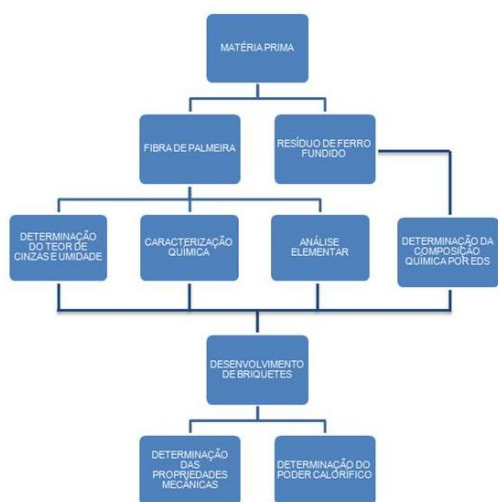 MATÉRIA PRIMA
FIBRA DE PALMEIRA
RESÍDUO DE FERRO
FUNDIDO
DETERMINAÇÃO
DO TEOR DE
CINZAS E UMIDADE
CARACTERIZAÇÃO
QUÍMICA
ANÁLISE
ELEMENTAR
DETERMINAÇÃO DA
COMPOSIÇÃO
QUÍMICA POR EDS
DESENVOLVIMENTO
DE BRIQUETES
DETERMINAÇÃO
DAS
PROPRIEDADES
MECÂNICAS
DETERMINAÇÃO DO
PODER CALORÍFICO